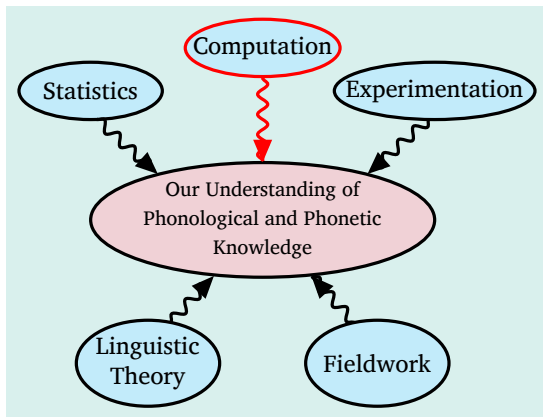 Computation
Statistics
Experimentation
Our Understanding of
Phonological and Phonetic
Knowledge
Linguistic
Theory
Fieldwork